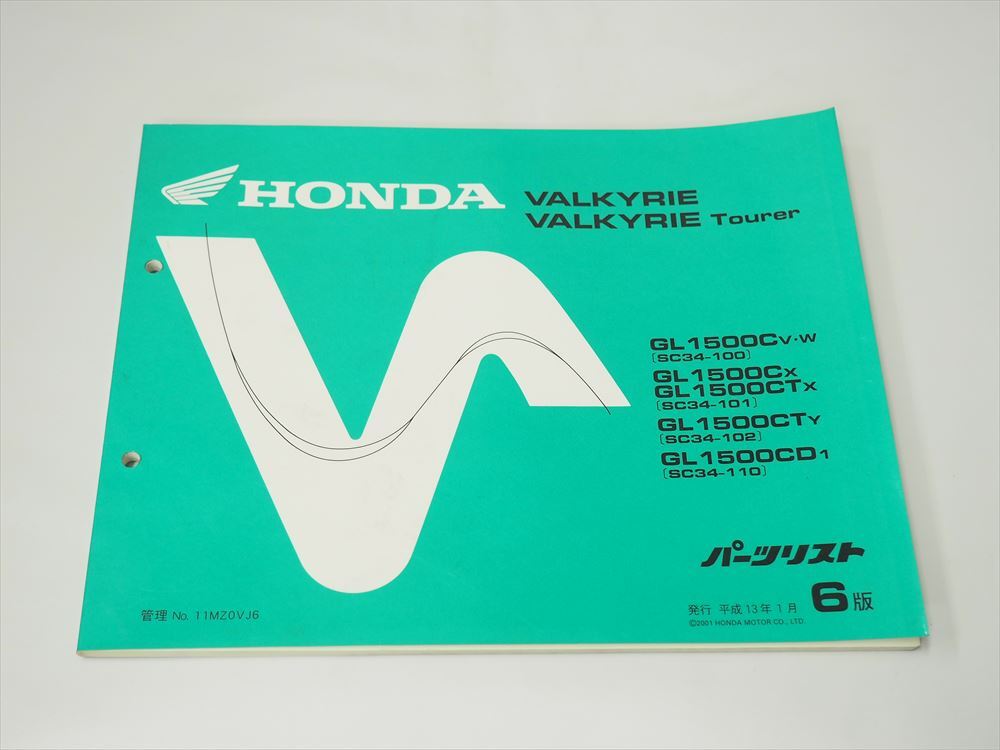 HONDA
VALKYRIE
VALKYRIE Tourer
GL1500CV·W
[SC34-100]
GL1500CX
GL1500CTX
[SC34-101]
GL1500CTY
[SC34-102]
GL1500CD1
[SC34-110]
パーツリスト
管理 No. 11MZ0VJ6
発行 平成13年1月 6版
©2001 HONDA MOTOR CO., LTD.